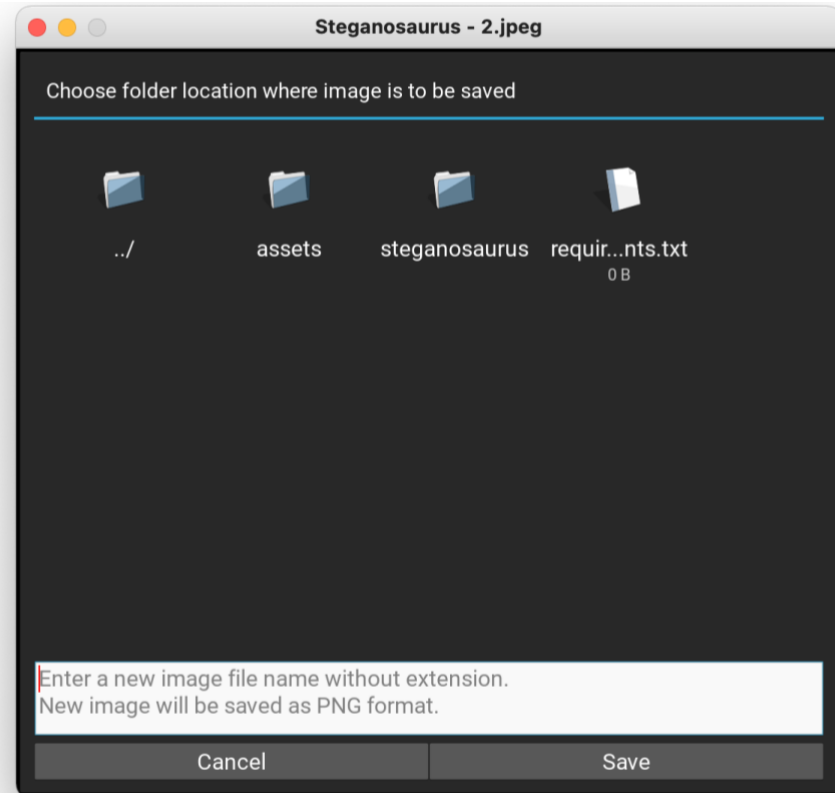 Steganosaurus - 2.jpeg
Choose folder location where image is to be saved
../
assets
steganosaurus
requir...nts.txt
0 B
Enter a new image file name without extension.
New image will be saved as PNG format.
Cancel
Save